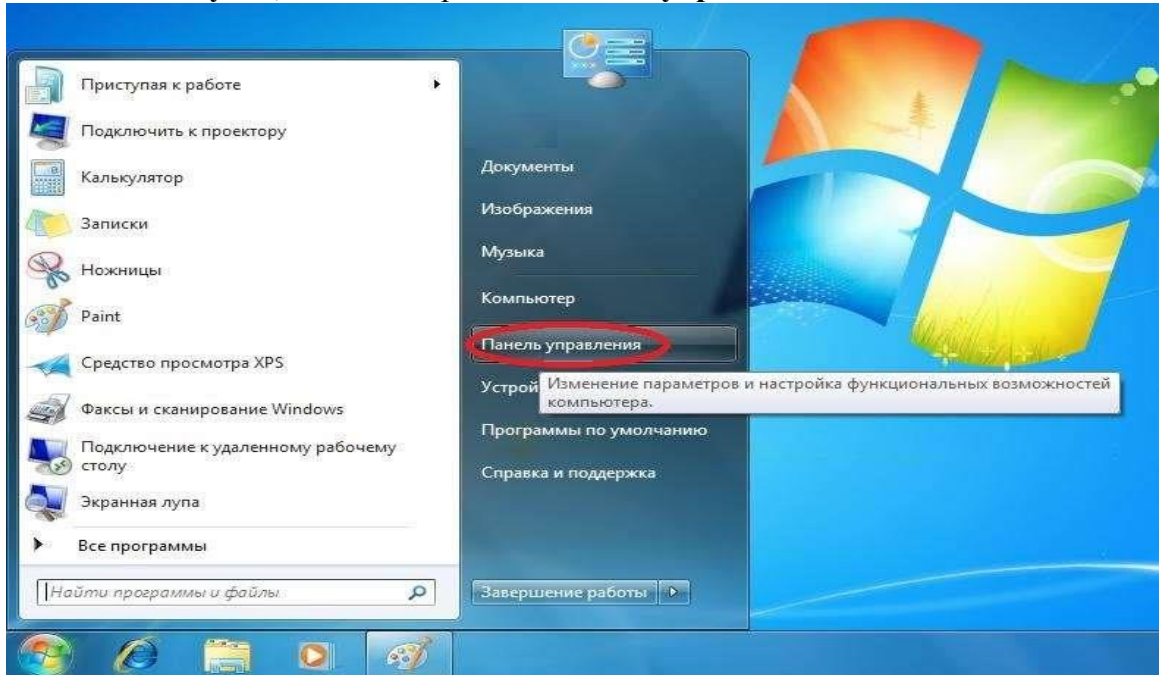 Приступая к работе
Подключить к проектору
Калькулятор
Записки
Ножницы
Paint
Средство просмотра XPS
Факсы и сканирование Windows
Подключение к удаленному рабочему
столу
Экранная лупа
Все программы
Найти программы и файлы
Документы
Изображения
Музыка
Компьютер
Панель управления
Устрой
Изменение параметров и настройка функциональных возможностей
компьютера.
Программы по умолчанию
Справка и поддержка
Завершение работы